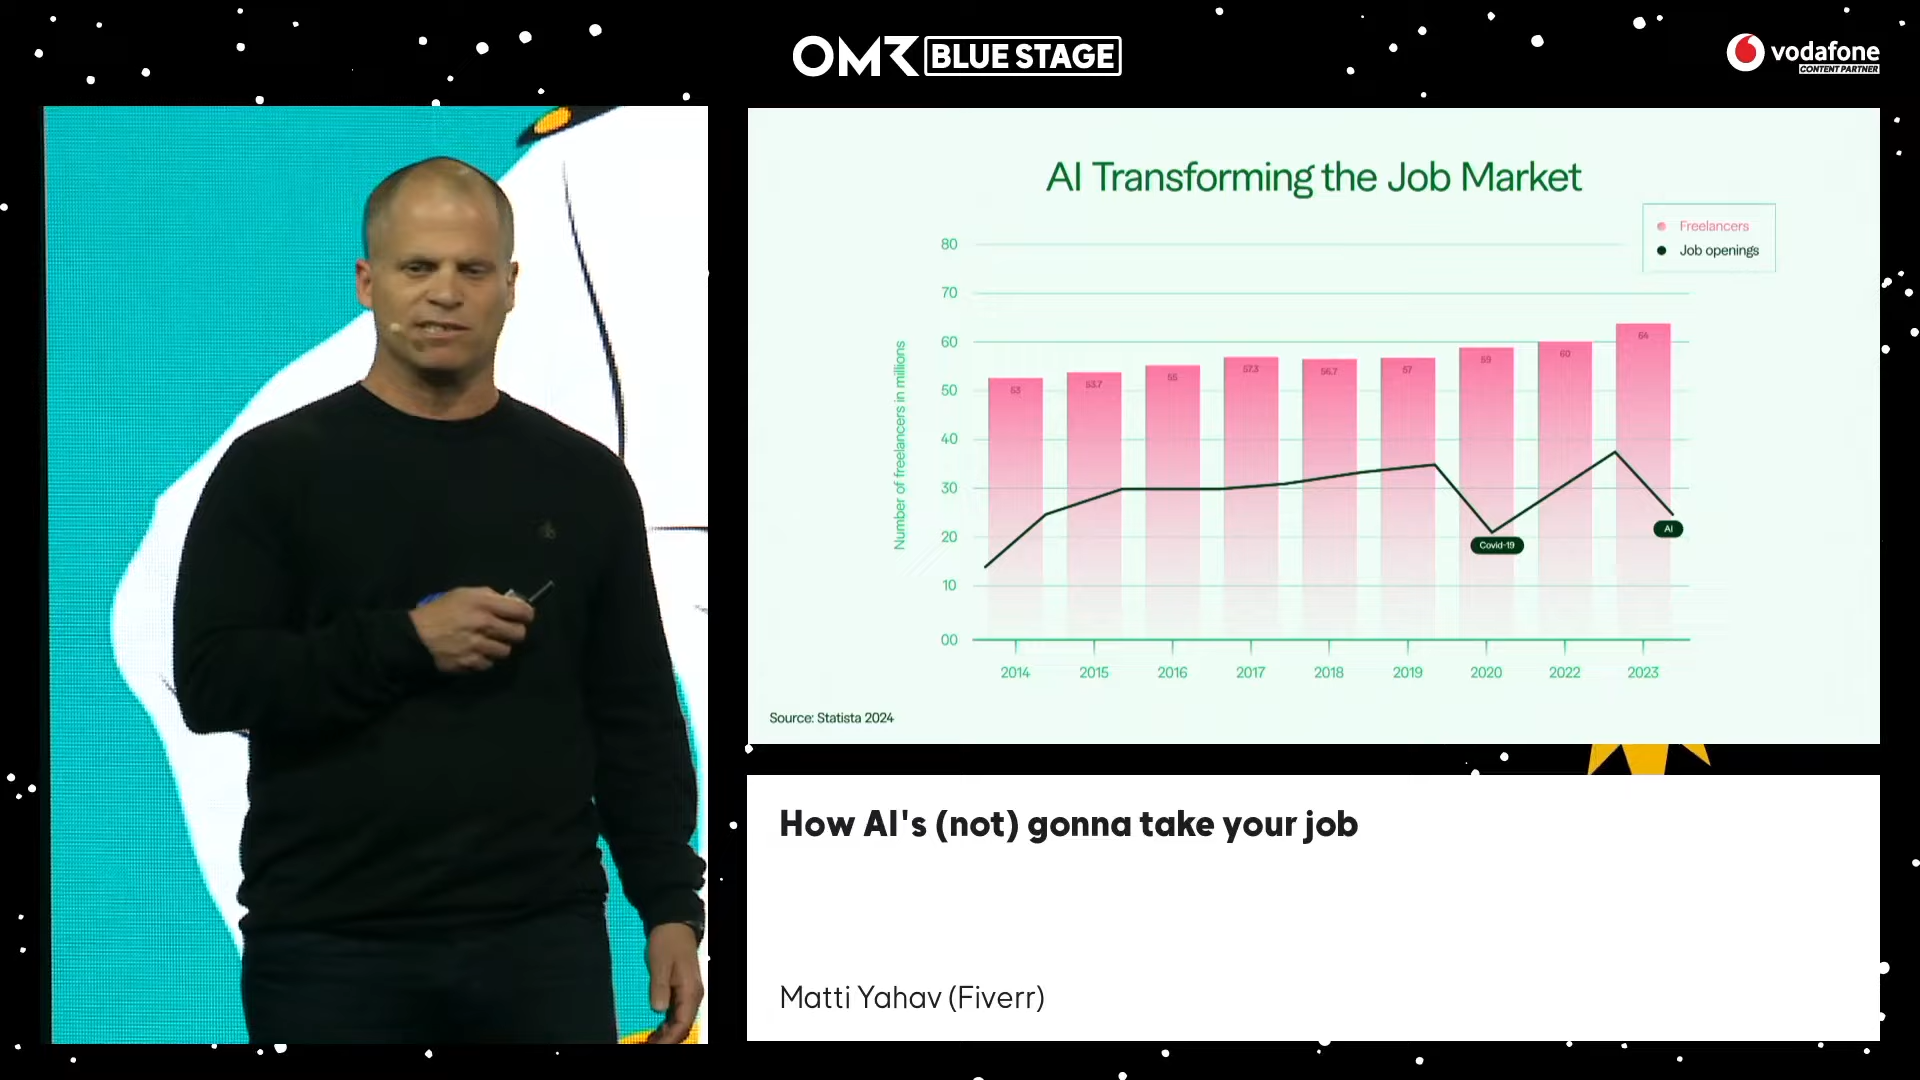 OMR BLUE STAGE
vodafone
CONTENT PARTNER
AI Transforming the Job Market
Freelancers
Job openings
Number of freelancers in millions
80
70
60
50
40
30
20
10
00
53
53.7
55
57.3
56.7
57
59
60
64
Covid-19
AI
2014 2015 2016 2017 2018 2019 2020 2022 2023
Source: Statista 2024
How AI's (not) gonna take your job
Matti Yahav (Fiverr)